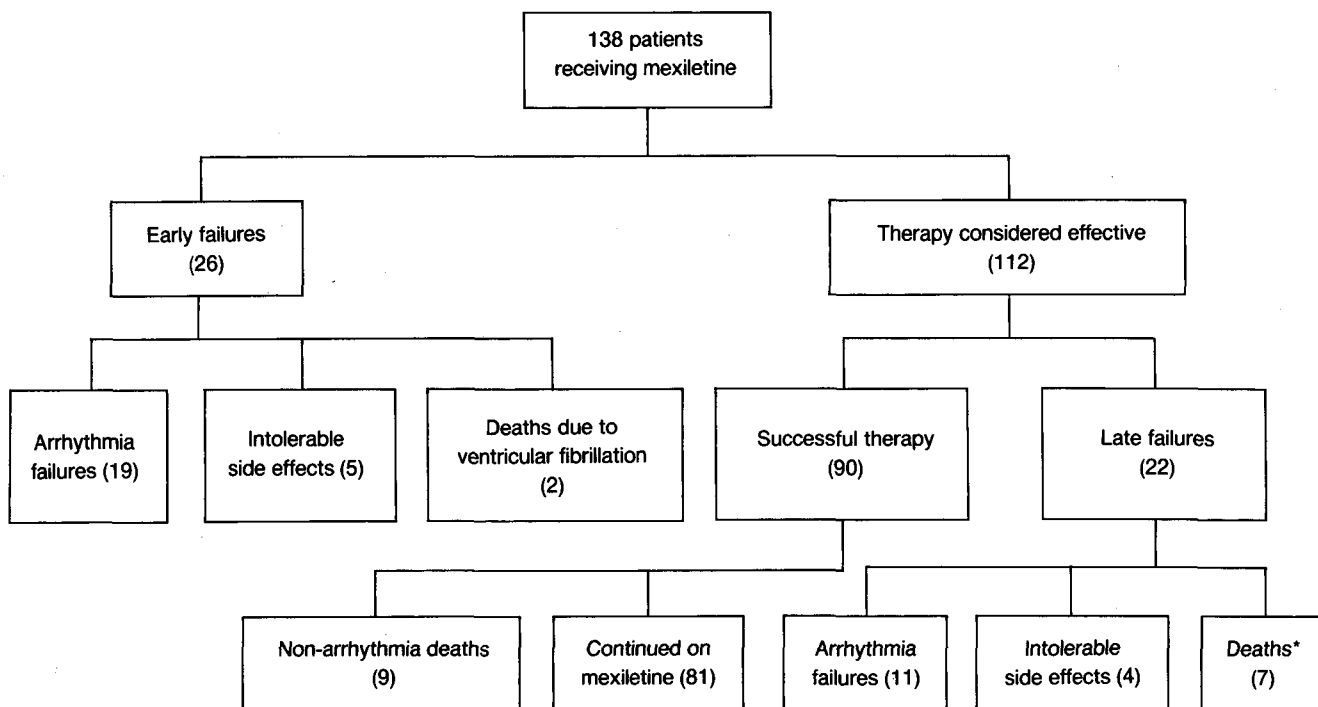 138 patients
receiving mexiletine
Early failures
(26)
Therapy considered effective
(112)
Arrhythmia
failures (19)
Intolerable
side effects (5)
Deaths due to
ventricular fibrillation
(2)
Successful therapy
(90)
Late failures
(22)
Non-arrhythmia deaths
(9)
Continued on
mexiletine (81)
Arrhythmia
failures (11)
Intolerable
side effects (4)
Deaths*
(7)